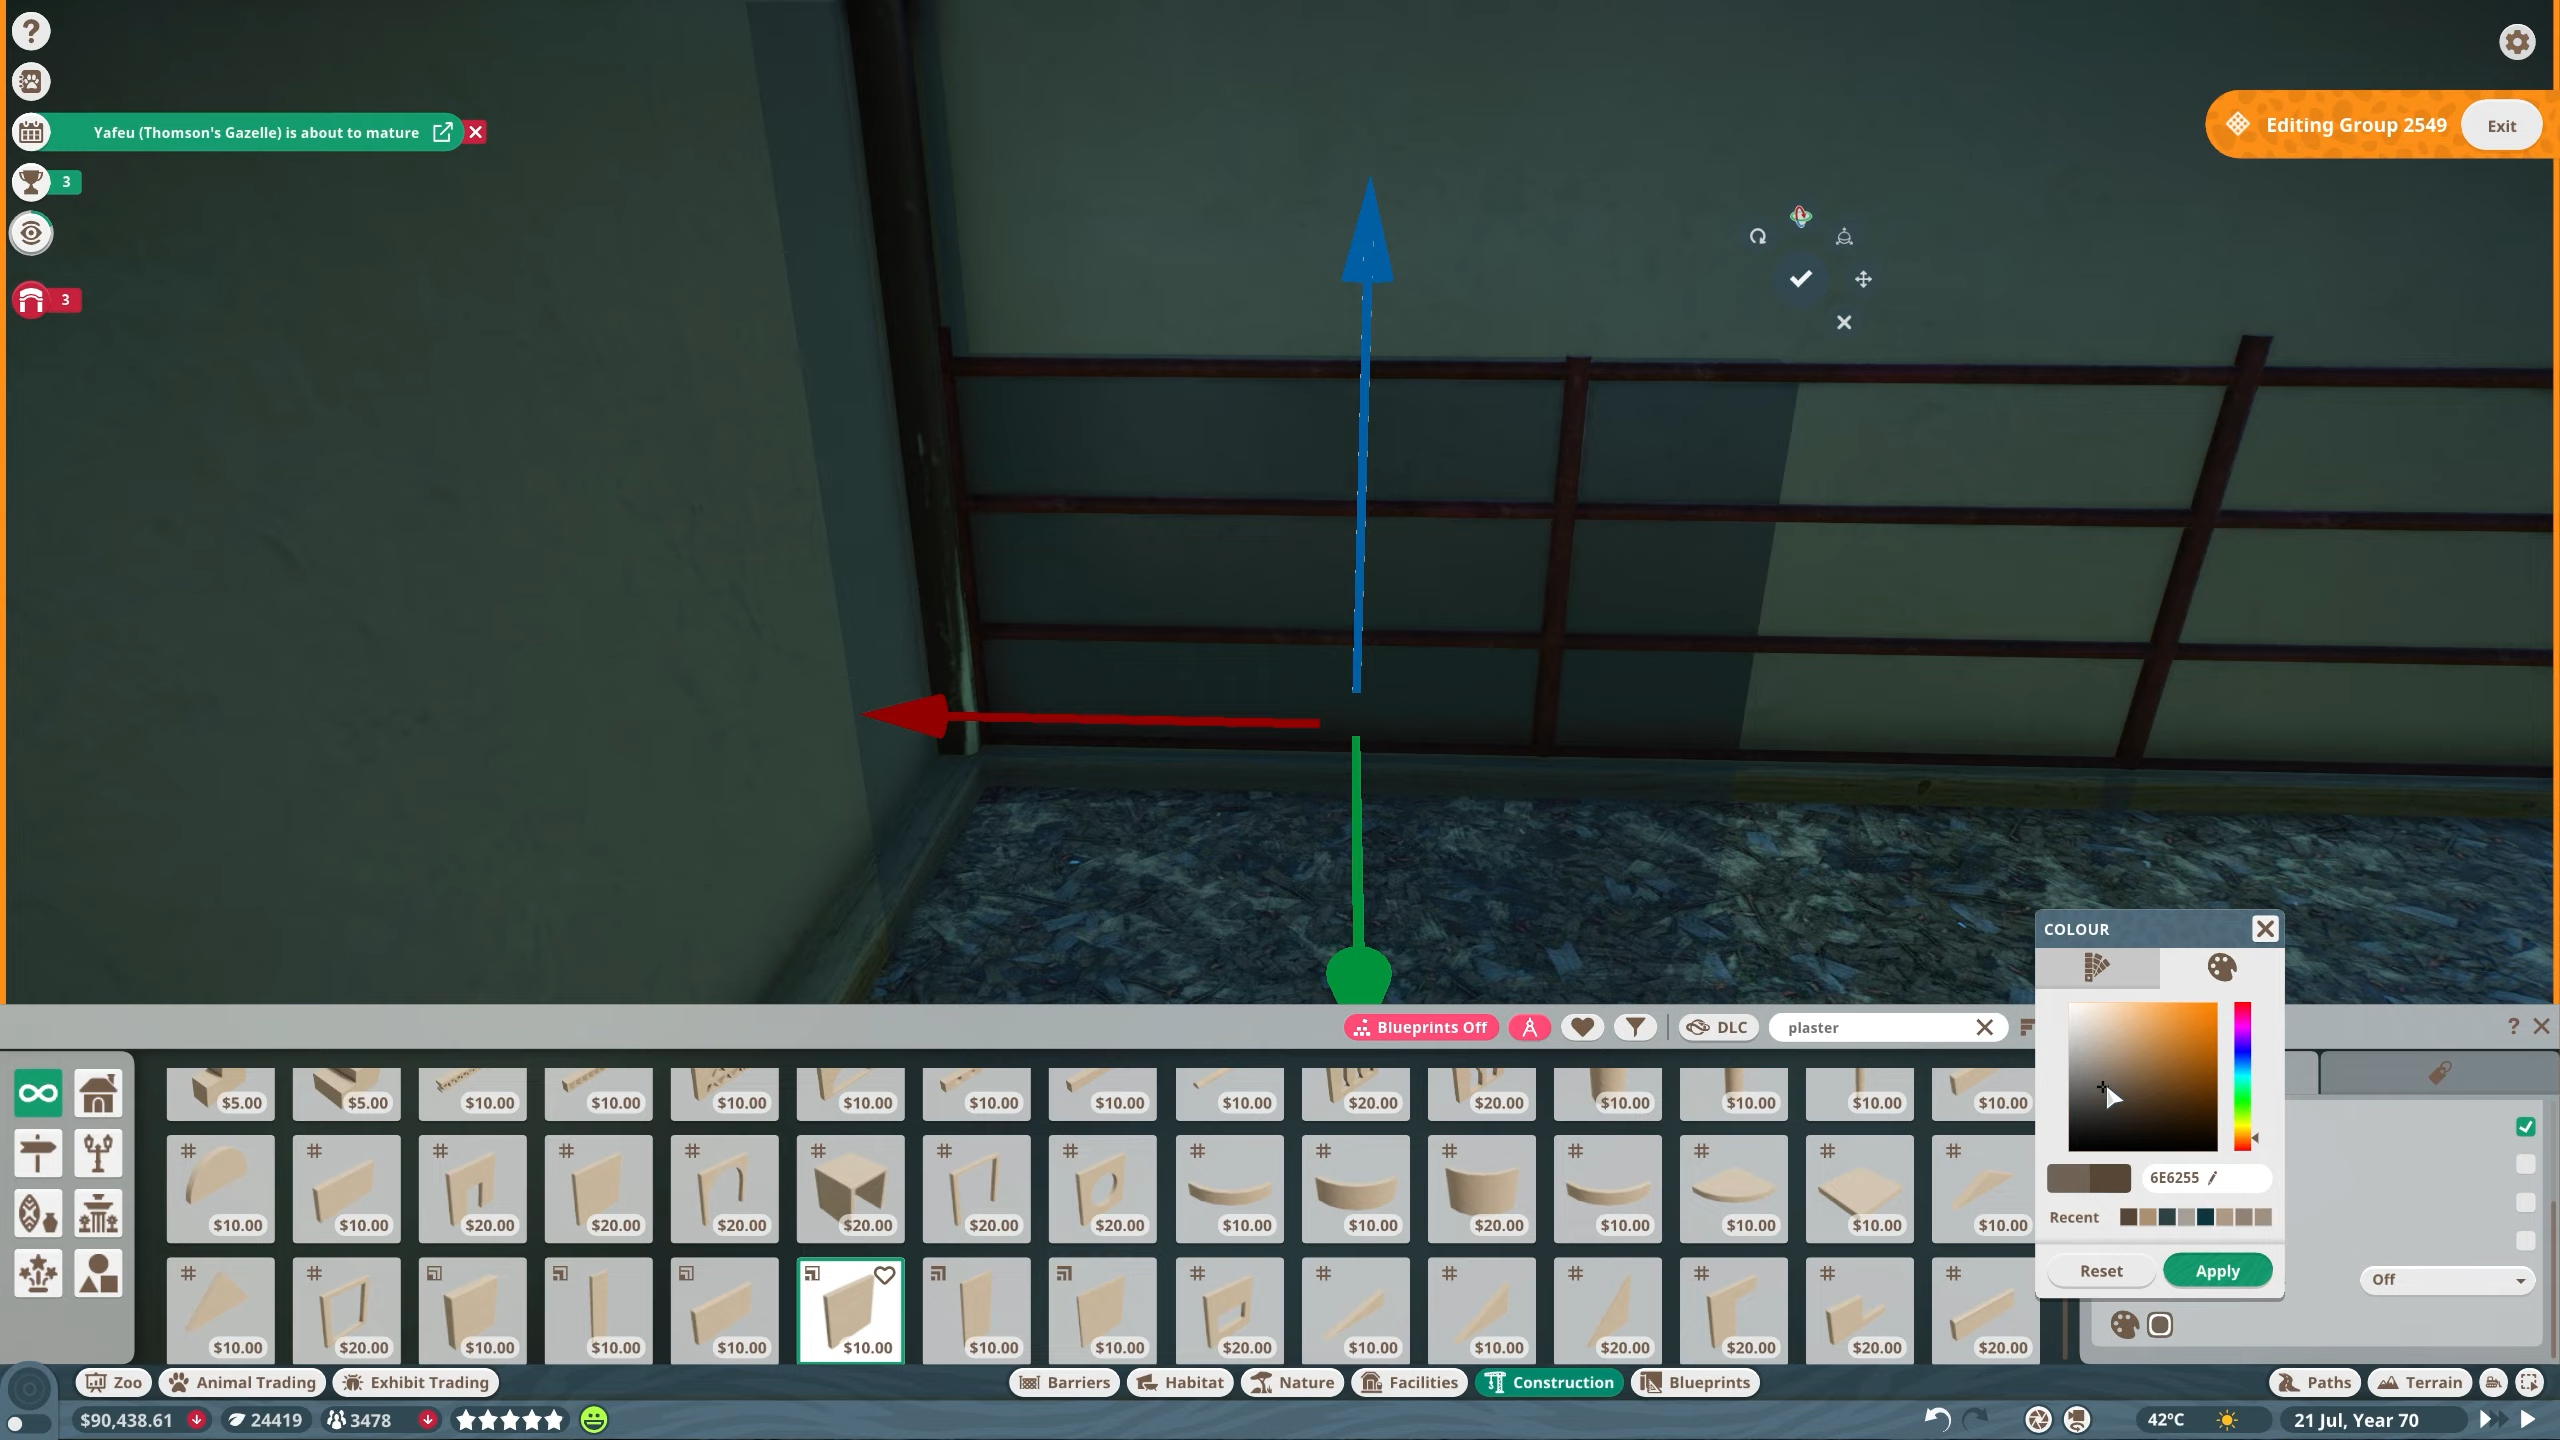 ?
Yafeu (Thomson's Gazelle) is about to mature
3
3
Editing Group 2549
Exit
COLOUR
6E6255
Recent
Reset
Apply
Off
Blueprints Off
DLC
plaster
?
$5.00 $5.00 $10.00 $10.00 $10.00 $10.00 $10.00 $10.00 $10.00 $20.00 $20.00 $10.00 $10.00 $10.00 $10.00
$10.00 $10.00 $20.00 $20.00 $20.00 $20.00 $20.00 $20.00 $10.00 $10.00 $20.00 $10.00 $10.00 $10.00 $10.00
$10.00 $20.00 $10.00 $10.00 $10.00 $10.00 $10.00 $10.00 $20.00 $10.00 $10.00 $20.00 $20.00 $20.00 $20.00
Zoo Animal Trading Exhibit Trading Barriers Habitat Nature Facilities Construction Blueprints Paths Terrain
$90,438.61 24419 3478 42°C 21 Jul, Year 70